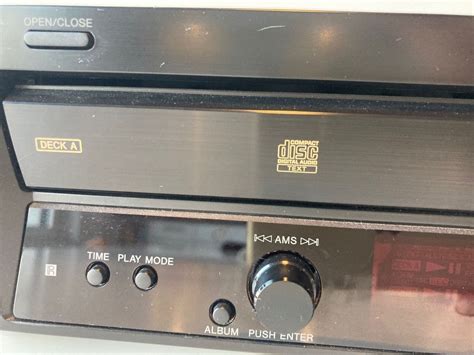 OPEN/CLOSE
DECK A
COMPACT
disc
DIGITAL AUDIO
TEXT
AMS
TIME PLAY MODE
ALBUM PUSH ENTER